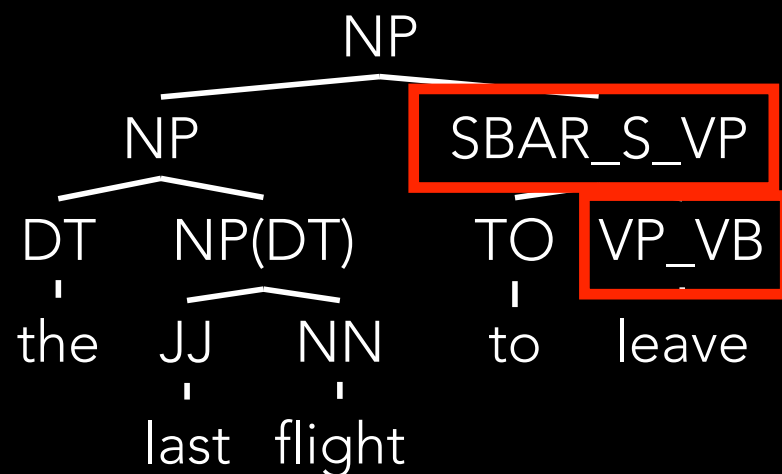 NP
NP SBAR_S_VP
DT NP(DT) TO VP_VB
the JJ NN to leave
last flight